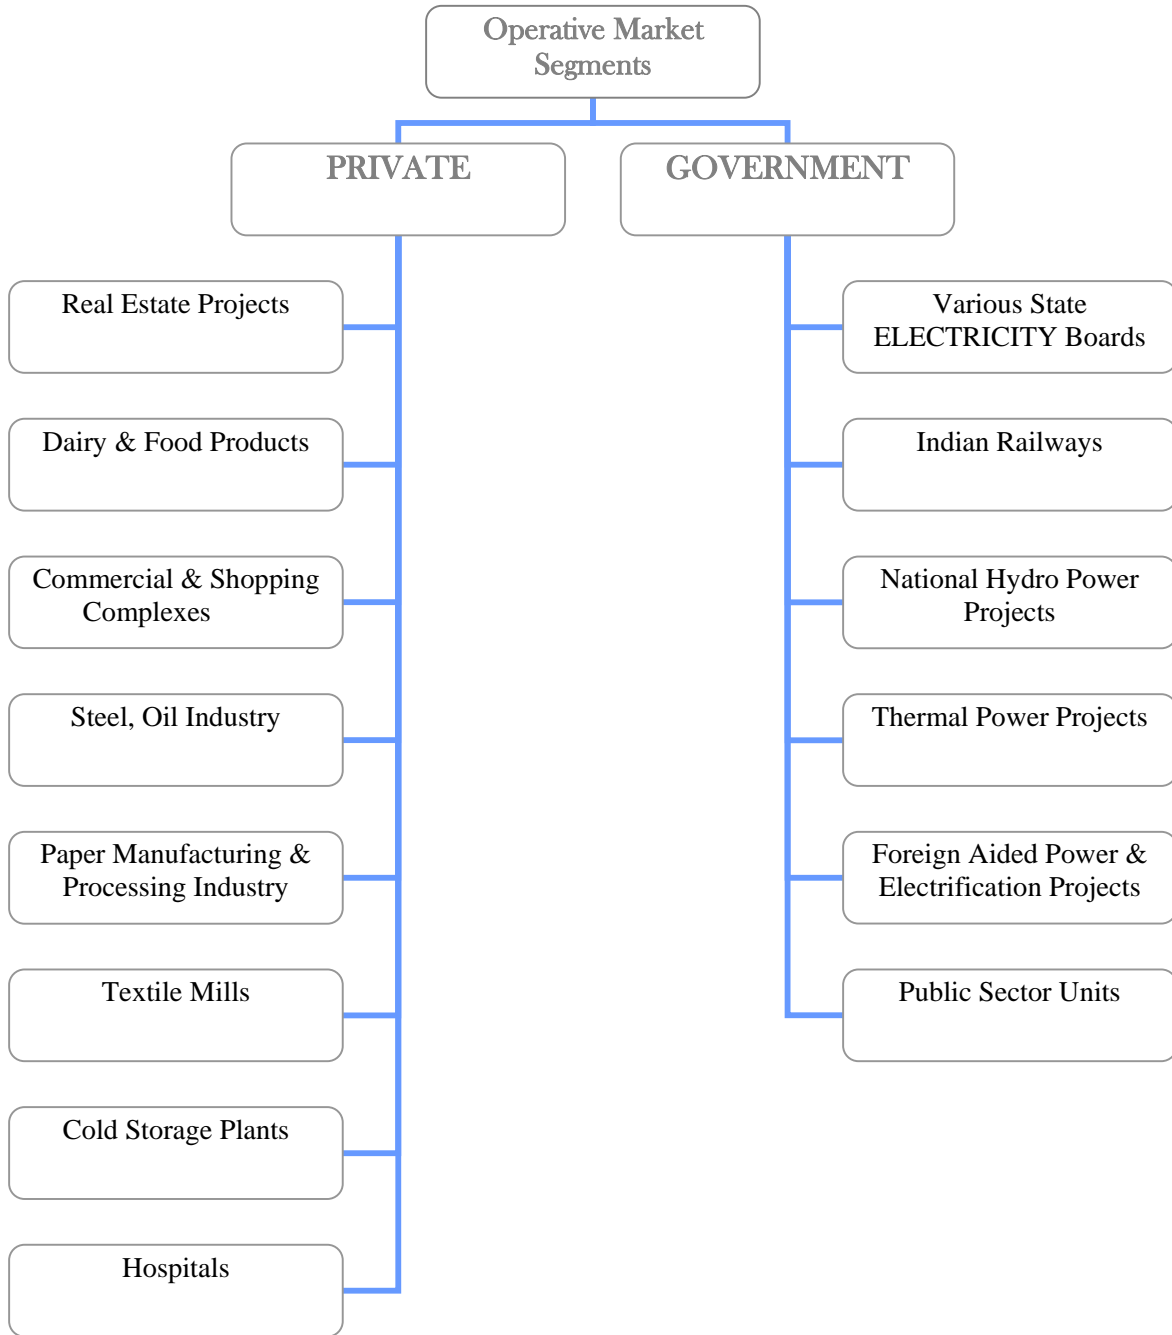 Operative Market
Segments
PRIVATE
GOVERNMENT
Real Estate Projects
Dairy & Food Products
Commercial & Shopping
Complexes
Steel, Oil Industry
Paper Manufacturing &
Processing Industry
Textile Mills
Cold Storage Plants
Hospitals
Various State
ELECTRICITY Boards
Indian Railways
National Hydro Power
Projects
Thermal Power Projects
Foreign Aided Power &
Electrification Projects
Public Sector Units